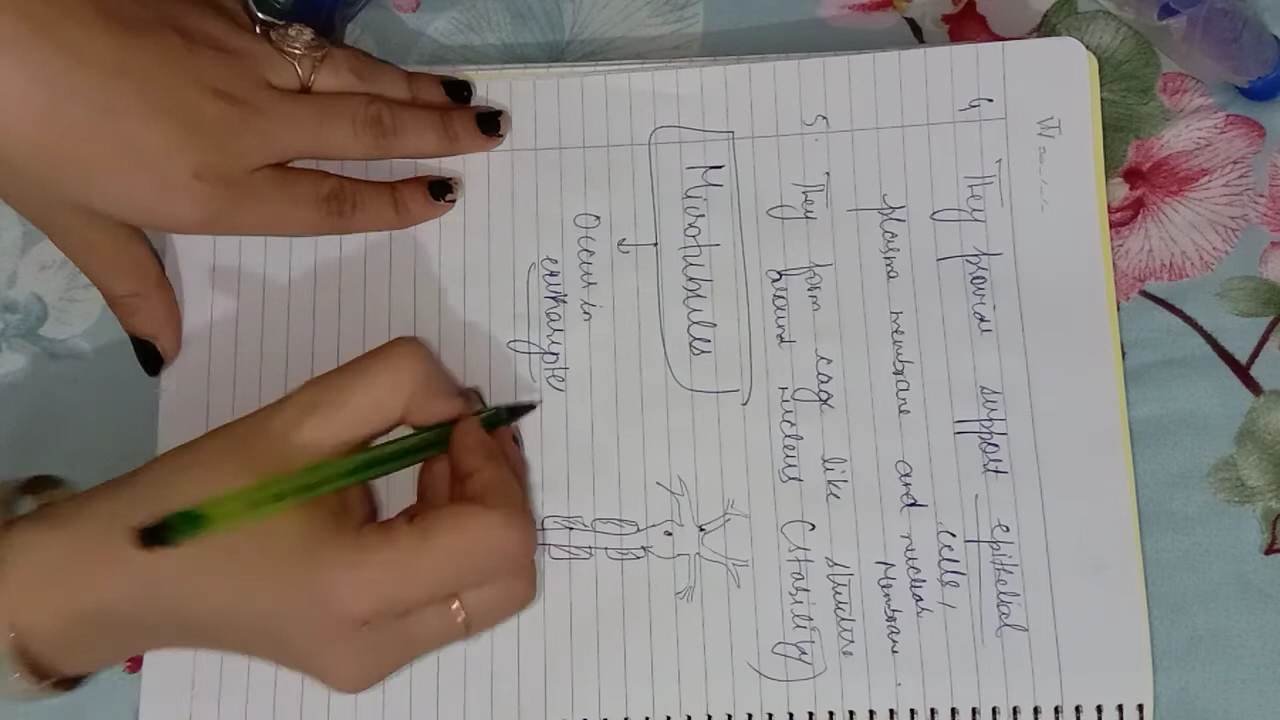 4. They provide support epithelial
cells,
plasma membrane and nuclear
Membrane.
5. They form cage like structure
around nucleus (Stability)
Microtubules
↓
Occur in
eukaryote